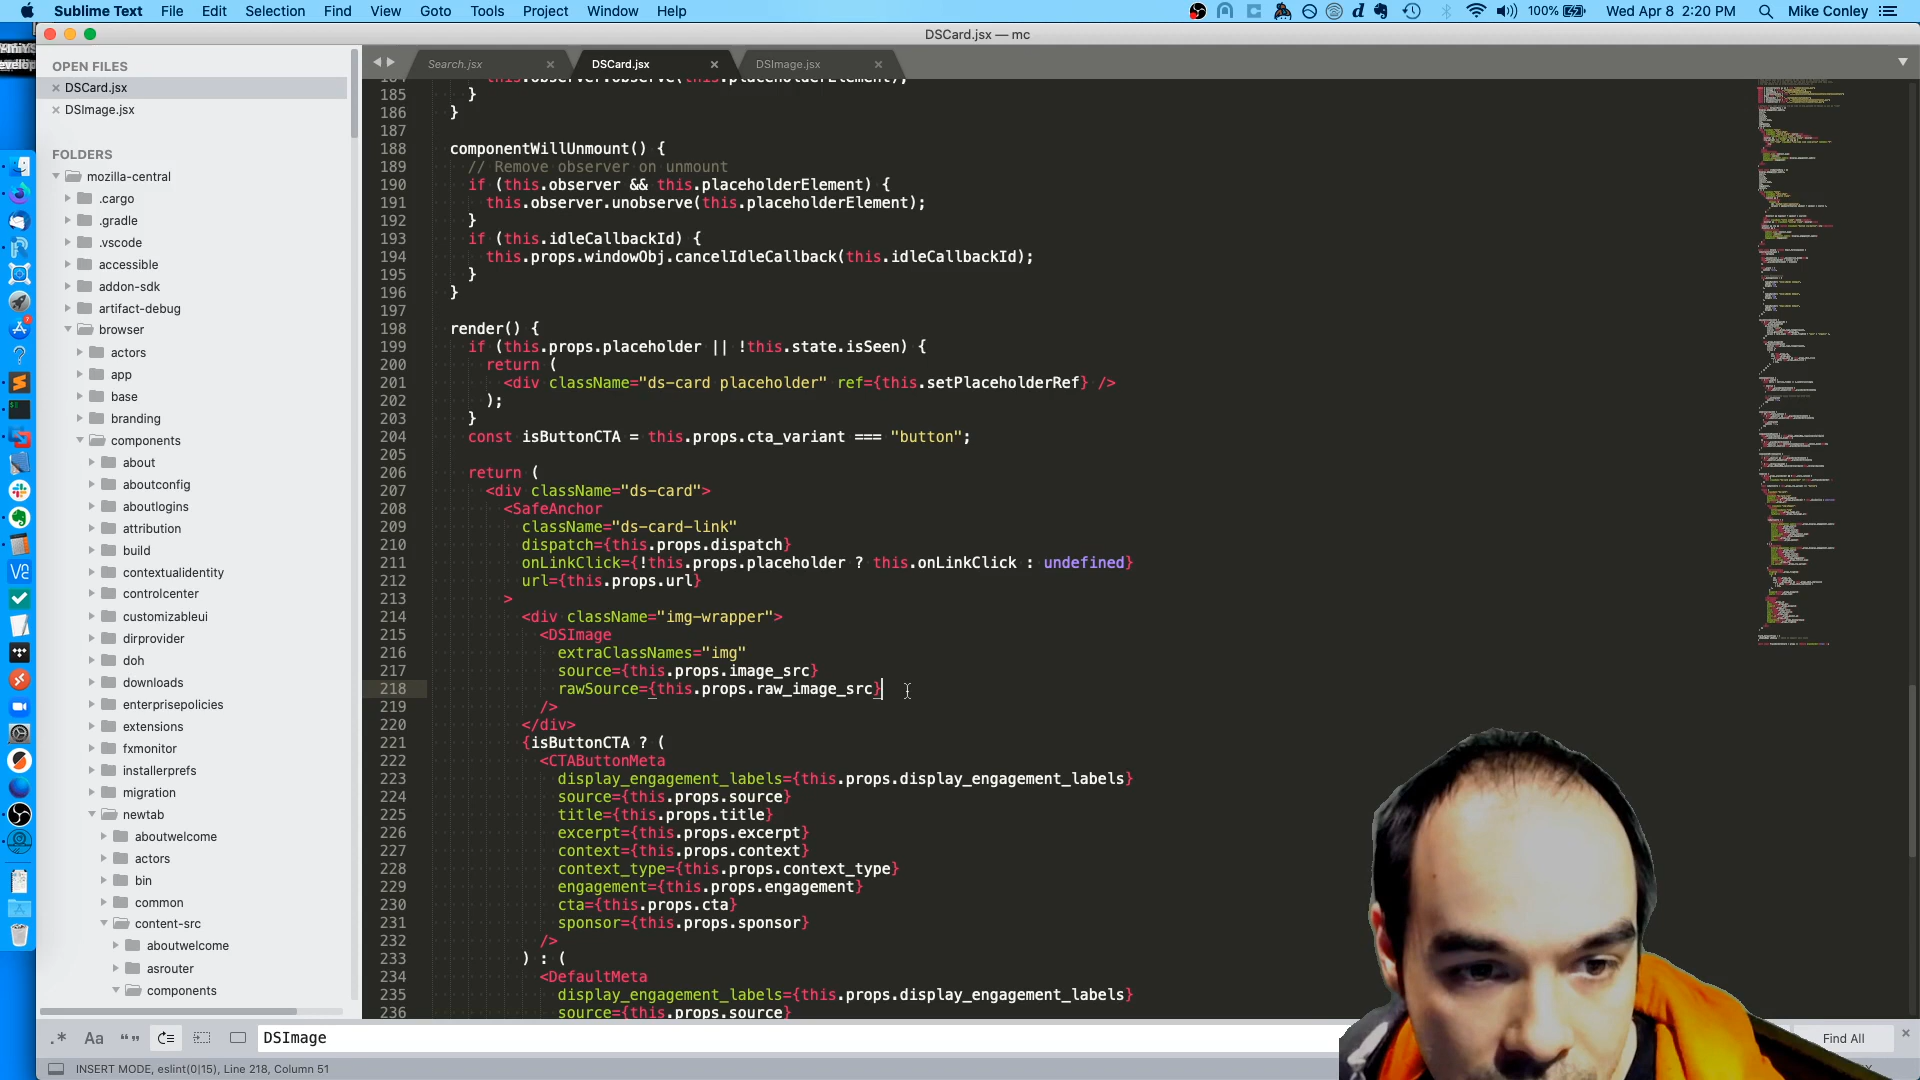 Sublime Text File Edit Selection Find View Goto Tools Project Window Help
100% Wed Apr 8 2:20 PM Mike Conley
DSCard.jsx — mc
OPEN FILES
DSCard.jsx
DSImage.jsx
FOLDERS
mozilla-central
.cargo
.gradle
.vscode
accessible
addon-sdk
artifact-debug
browser
actors
app
base
branding
components
about
aboutconfig
aboutlogins
attribution
build
contextualidentity
controlcenter
customizableui
dirprovider
doh
downloads
enterprisepolicies
extensions
fxmonitor
installerprefs
migration
newtab
aboutwelcome
actors
bin
common
content-src
aboutwelcome
asrouter
components
Search.jsx DSCard.jsx DSImage.jsx
184 this.observer.observe(this.placeholderElement);
185 }
186 }
187
188 componentWillUnmount() {
189 // Remove observer on unmount
190 if (this.observer && this.placeholderElement) {
191 this.observer.unobserve(this.placeholderElement);
192 }
193 if (this.idleCallbackId) {
194 this.props.windowObj.cancelIdleCallback(this.idleCallbackId);
195 }
196 }
197
198 render() {
199 if (this.props.placeholder || !this.state.isSeen) {
200 return (
201 <div className="ds-card placeholder" ref={this.setPlaceholderRef} />
202 );
203 }
204 const isButtonCTA = this.props.cta_variant === "button";
205
206 return (
207 <div className="ds-card">
208 <SafeAnchor
209 className="ds-card-link"
210 dispatch={this.props.dispatch}
211 onLinkClick={!this.props.placeholder ? this.onLinkClick : undefined}
212 url={this.props.url}
213 >
214 <div className="img-wrapper">
215 <DSImage
216 extraClassNames="img"
217 source={this.props.image_src}
218 rawSource={this.props.raw_image_src}
219 />
220 </div>
221 {isButtonCTA ? (
222 <CTAButtonMeta
223 display_engagement_labels={this.props.display_engagement_labels}
224 source={this.props.source}
225 title={this.props.title}
226 excerpt={this.props.excerpt}
227 context={this.props.context}
228 context_type={this.props.context_type}
229 engagement={this.props.engagement}
230 cta={this.props.cta}
231 sponsor={this.props.sponsor}
232 />
233 ) : (
234 <DefaultMeta
235 display_engagement_labels={this.props.display_engagement_labels}
236 source={this.props.source}
.* Aa “” DSImage Find All
INSERT MODE, eslint(0|15), Line 218, Column 51